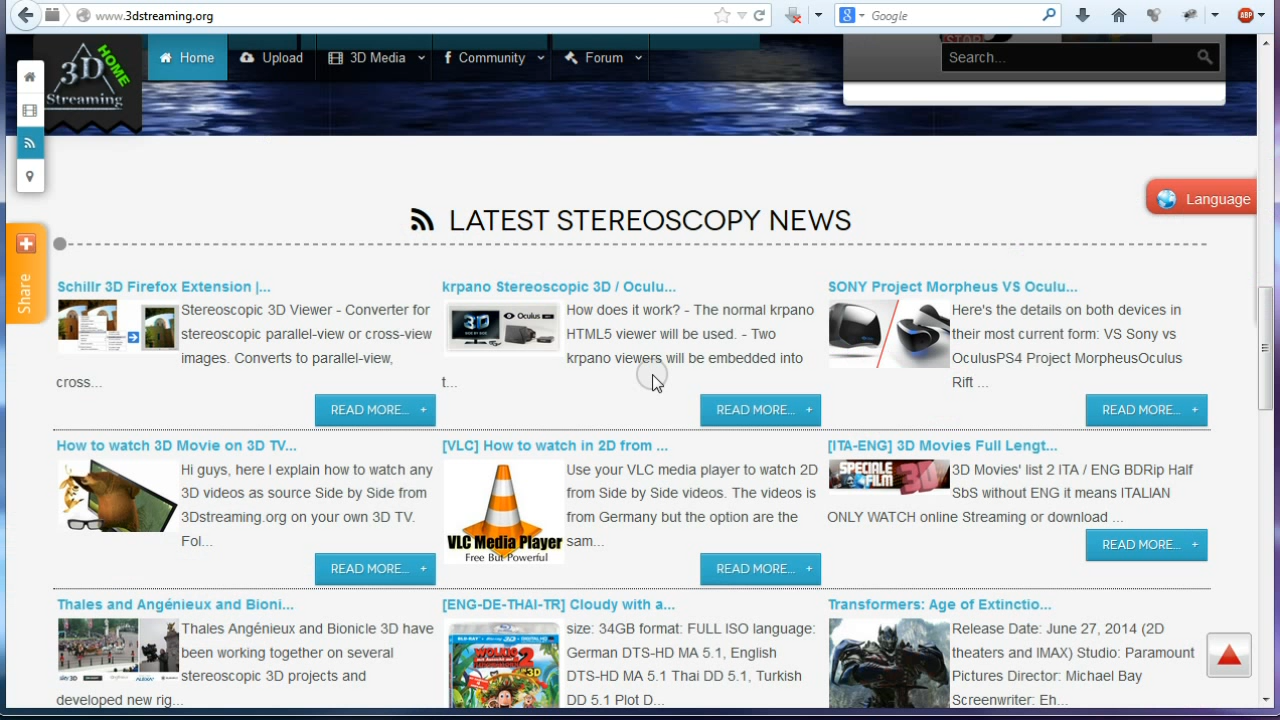 www.3dstreaming.org
Google
ABP
3D
HOME
Streaming
Home
Upload
3D Media
Community
Forum
Search...
Language
Share
LATEST STEREOSCOPY NEWS
Schillr 3D Firefox Extension |...
Stereoscopic 3D Viewer - Converter for
stereoscopic parallel-view or cross-view
images. Converts to parallel-view,
cross...
READ MORE... +
krpano Stereoscopic 3D / Oculu...
3D
Oculus
How does it work? - The normal krpano
HTML5 viewer will be used. - Two
krpano viewers will be embedded into
t...
READ MORE... +
SONY Project Morpheus VS Oculu...
Here's the details on both devices in
their most current form: VS Sony vs
OculusPS4 Project MorpheusOculus
Rift ...
READ MORE... +
How to watch 3D Movie on 3D TV...
Hi guys, here I explain how to watch any
3D videos as source Side by Side from
3Dstreaming.org on your own 3D TV.
Fol...
READ MORE... +
[VLC] How to watch in 2D from ...
VLC Media Player
Free But Powerful
Use your VLC media player to watch 2D
from Side by Side videos. The videos is
from Germany but the option are the
sam...
READ MORE... +
[ITA-ENG] 3D Movies Full Lengt...
SPECIALE
FILM 3D
3D Movies' list 2 ITA / ENG BDRip Half
SbS without ENG it means ITALIAN
ONLY WATCH online Streaming or download ...
READ MORE... +
Thales and Angénieux and Bioni...
Thales Angénieux and Bionicle 3D have
been working together on several
stereoscopic 3D projects and
developed new rig...
[ENG-DE-THAI-TR] Cloudy with a...
WOLKIG
2
size: 34GB format: FULL ISO language:
German DTS-HD MA 5.1, English
DTS-HD MA 5.1 Thai DD 5.1, Turkish
DD 5.1 Plot D...
Transformers: Age of Extinctio...
Release Date: June 27, 2014 (2D
theaters and IMAX) Studio: Paramou
Pictures Director: Michael Bay
Screenwriter: Eh...